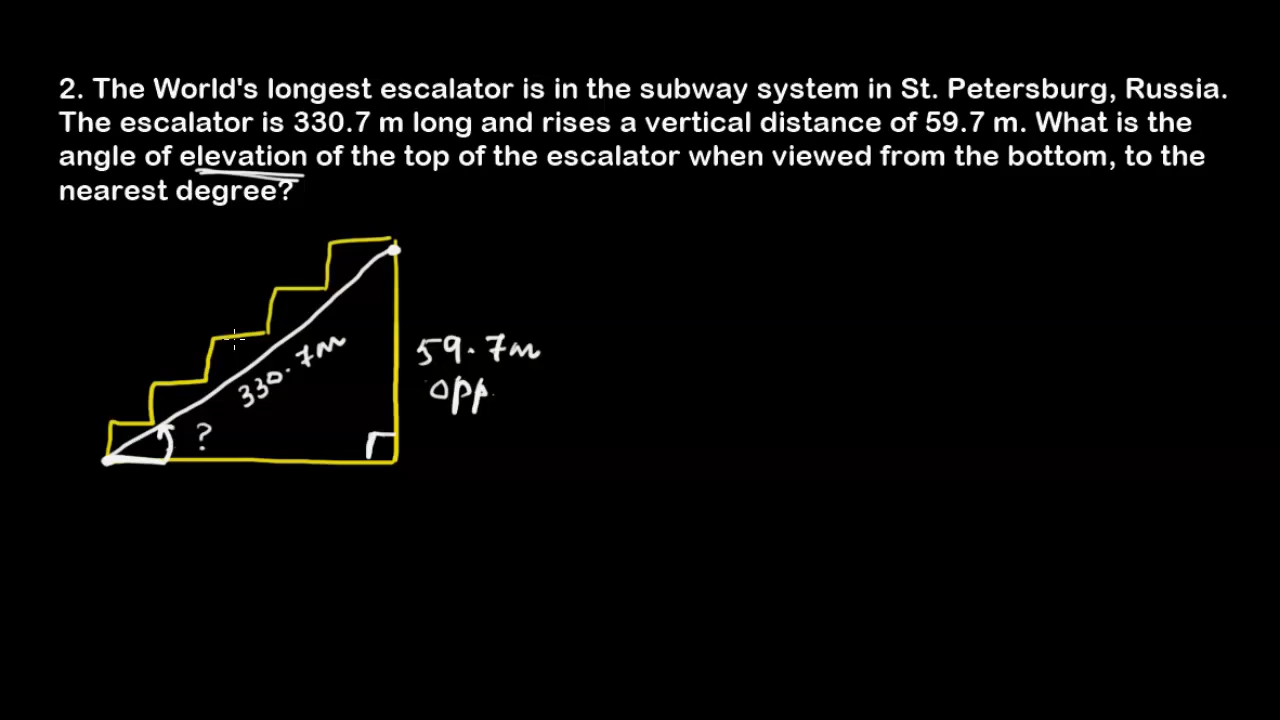 2. The World's longest escalator is in the subway system in St. Petersburg, Russia.
The escalator is 330.7 m long and rises a vertical distance of 59.7 m. What is the
angle of elevation of the top of the escalator when viewed from the bottom, to the
nearest degree?
330.7m
59.7m
opp
?